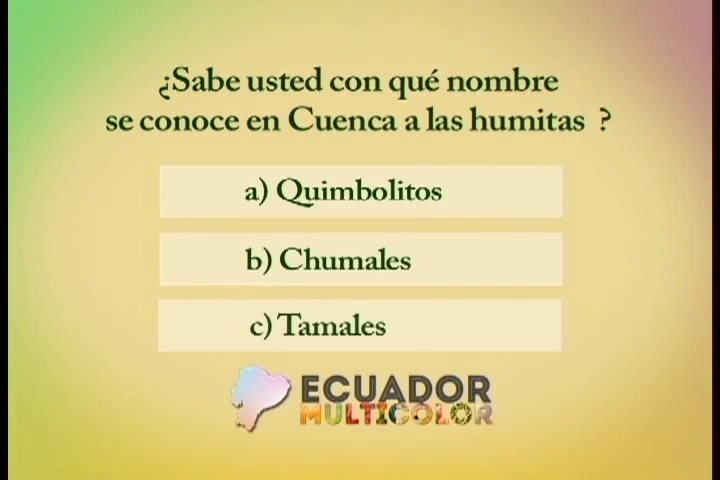 ¿Sabe usted con qué nombre
se conoce en Cuenca a las humitas ?
a) Quimbolitos
b) Chumales
c) Tamales
ECUADOR
MULTICOLOR